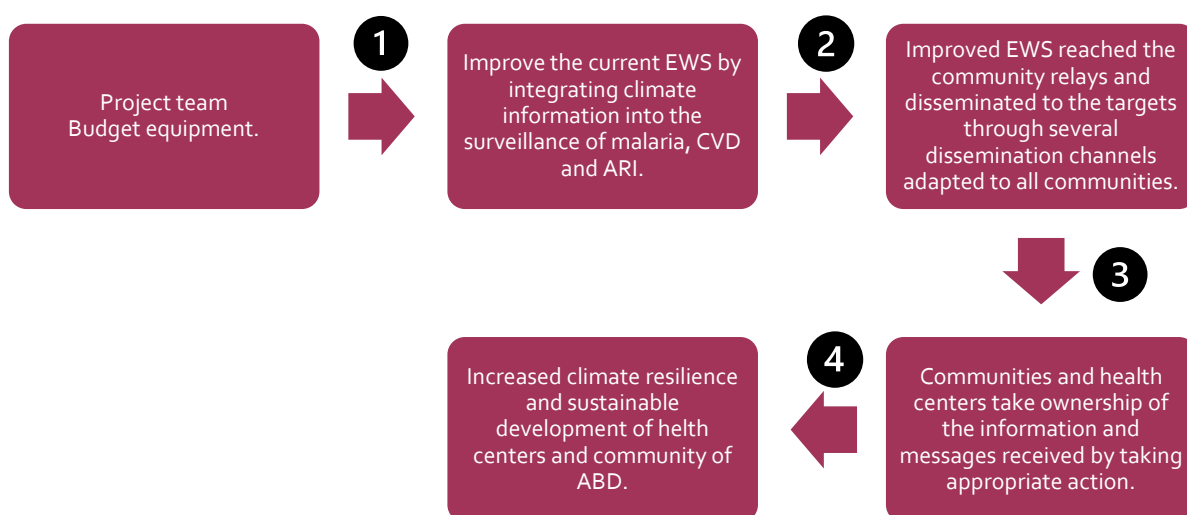 Project team
Budget equipment.
1
Improve the current EWS by
integrating climate
information into the
surveillance of malaria, CVD
and ARI.
2
Improved EWS reached the
community relays and
disseminated to the targets
through several
dissemination channels
adapted to all communities.
3
Communities and health
centers take ownership of
the information and
messages received by taking
appropriate action.
4
Increased climate resilience
and sustainable
development of helth
centers and community of
ABD.